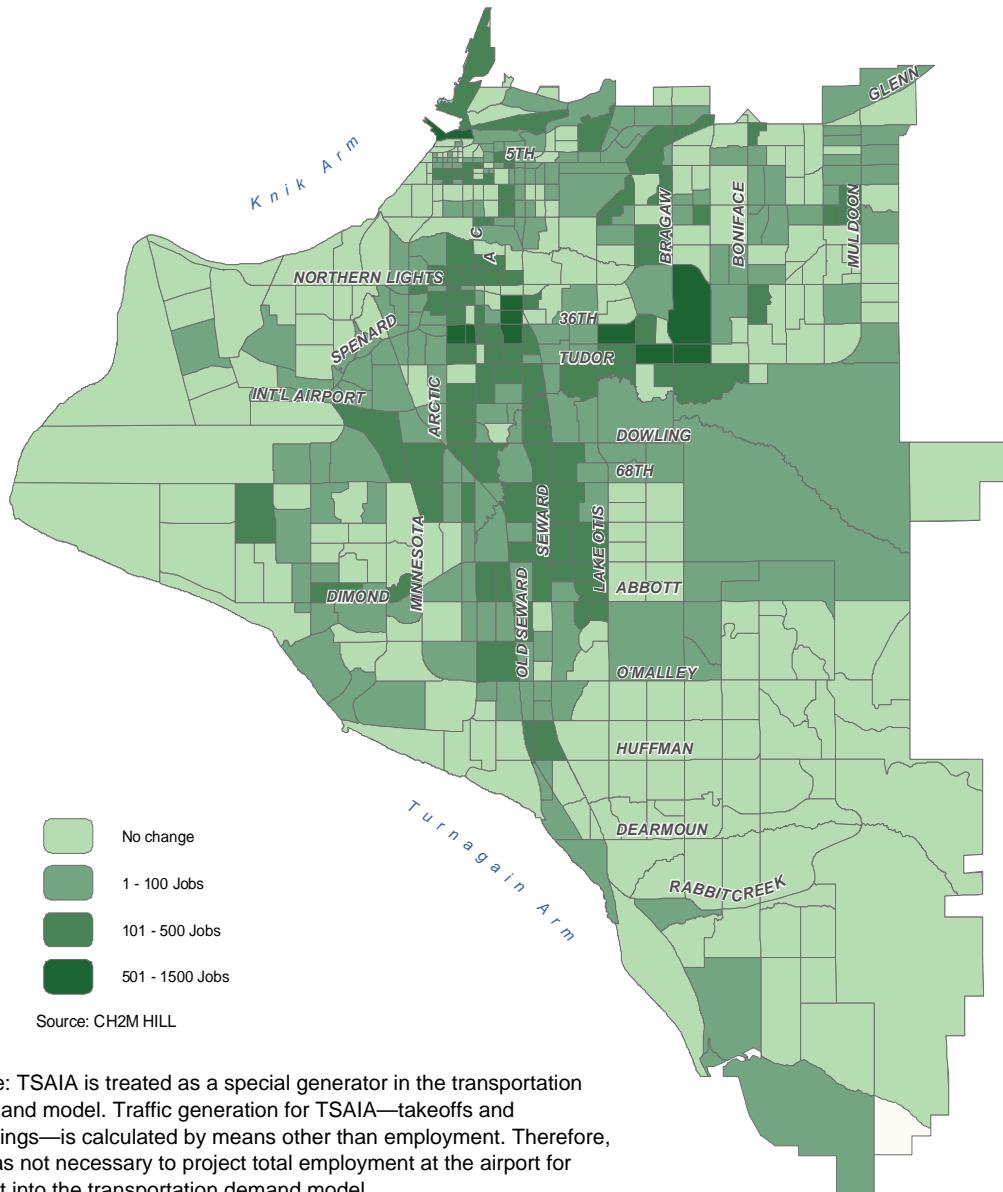 GLENN
Knik Arm
5TH
BRAGAW
BONIFACE
MULDOON
C
A
NORTHERN LIGHTS
36TH
SPENARD
TUDOR
INT'L AIRPORT
ARCTIC
DOWLING
68TH
SEWARD
LAKE OTIS
MINNESOTA
ABBOTT
DIMOND
OLD SEWARD
O'MALLEY
HUFFMAN
Turnagain Arm
DEARMOUN
RABBITCREEK
No change
1 - 100 Jobs
101 - 500 Jobs
501 - 1500 Jobs
Source: CH2M HILL
e: TSAIA is treated as a special generator in the transportation
and model. Traffic generation for TSAIA—takeoffs and
ings—is calculated by means other than employment. Therefore,
as not necessary to project total employment at the airport for
t into the transportation demand model.